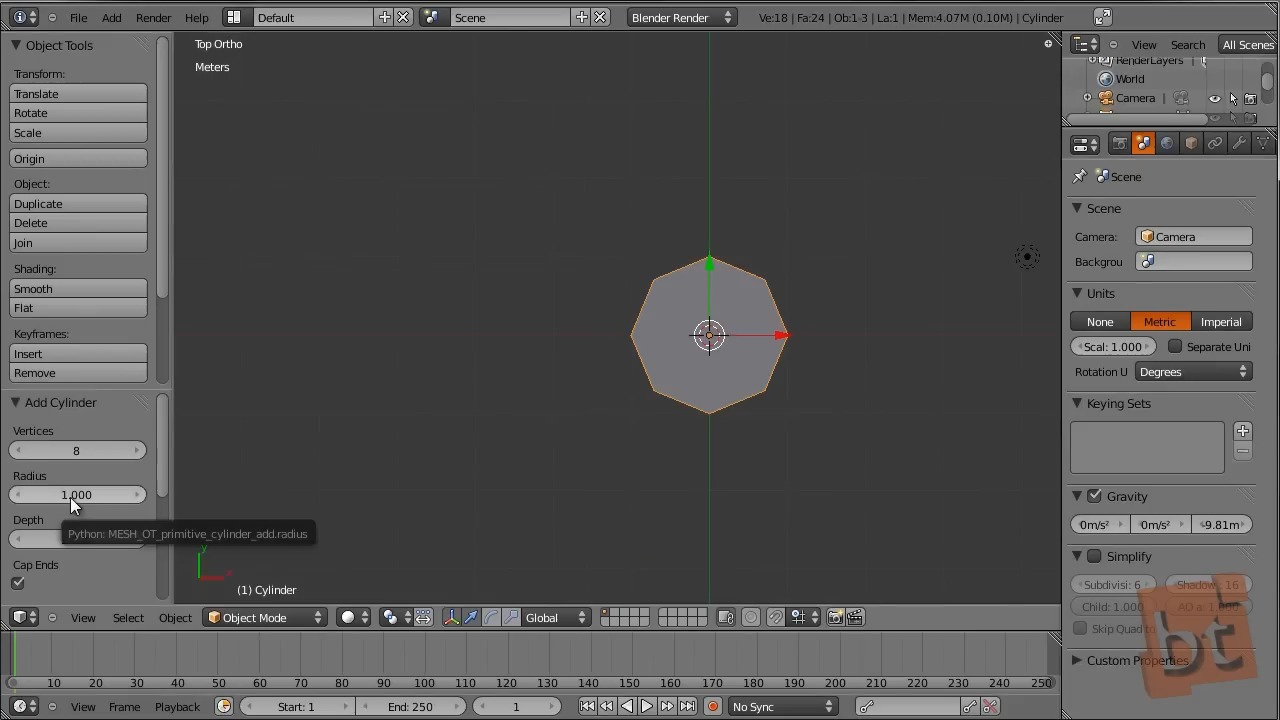 File Add Render Help Default Scene Blender Render Ve:18 | Fa:24 | Ob:1-3 | La:1 | Mem:4.07M (0.10M) | Cylinder
Object Tools
Transform:
Translate
Rotate
Scale
Origin
Object:
Duplicate
Delete
Join
Shading:
Smooth
Flat
Keyframes:
Insert
Remove
Add Cylinder
Vertices
8
Radius
1.000
Depth
Cap Ends
Top Ortho
Meters
Python: MESH_OT_primitive_cylinder_add.radius
y
(1) Cylinder
View Select Object Object Mode Global
View Search All Scenes
RenderLayers |
World
Camera |
Scene
Scene
Camera: Camera
Backgrou
Units
None Metric Imperial
Scal: 1.000 Separate Uni
Rotation U Degrees
Keying Sets
Gravity
0m/s² 0m/s² -9.81m
Simplify
Subdivisi: 6 Shadow: 16
Child: 1.000 AO a: 1.000
Skip Quad
Custom Properties
bt
0 10 20 30 40 50 60 70 80 90 100 110 120 130 140 150 160 170 180 190 200 210 220 230 240 250
View Frame Playback Start: 1 End: 250 1 No Sync